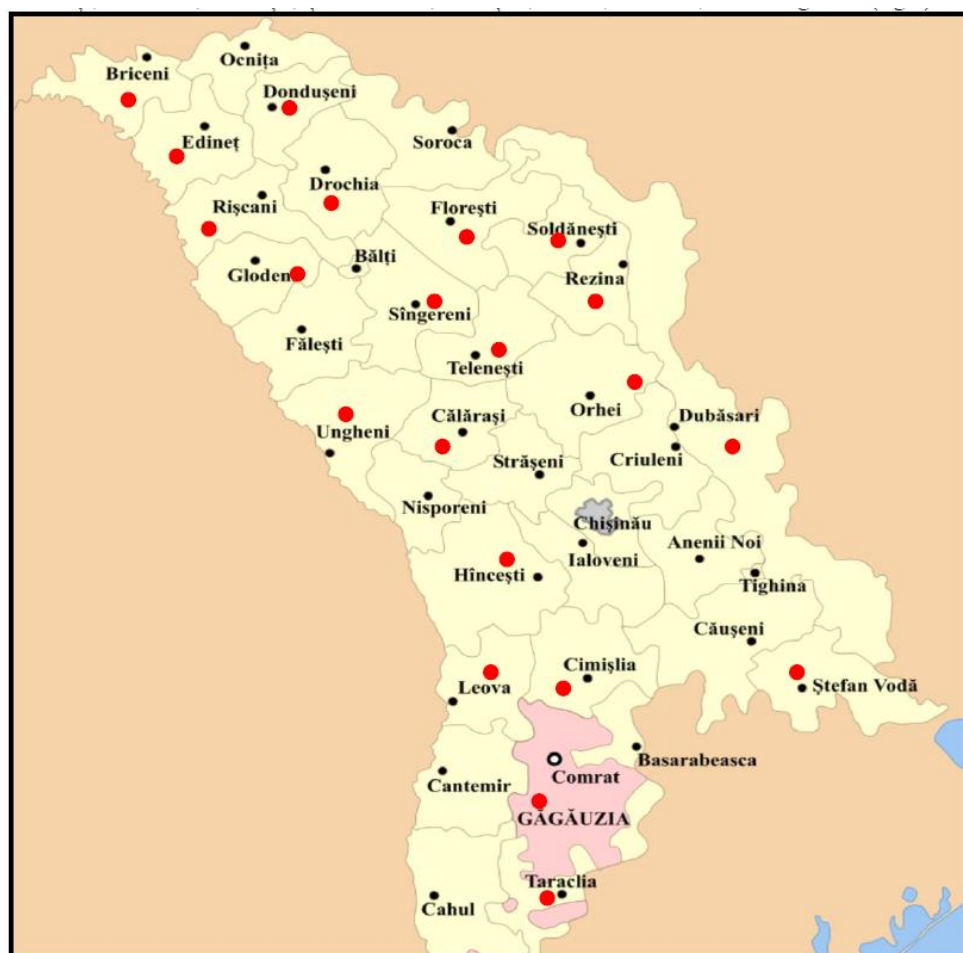 Ocnița
Briceni
Dondușeni
Edineț
Soroca
Drochia
Rișcani
Florești
Soldănești
Bălți
Gloden
Rezina
Sîngereni
Fălești
Telenești
Orhei
Dubăsari
Călărași
Ungheni
Criuleni
Strășeni
Nisporeni
Chișinău
Anenii Noi
Ialoveni
Hîncești
Tighina
Căușeni
Cimișlia
Leova
Ștefan Vodă
Basarabeasca
Comrat
Cantemir
GĂGĂUZIA
Taraclia
Cahul